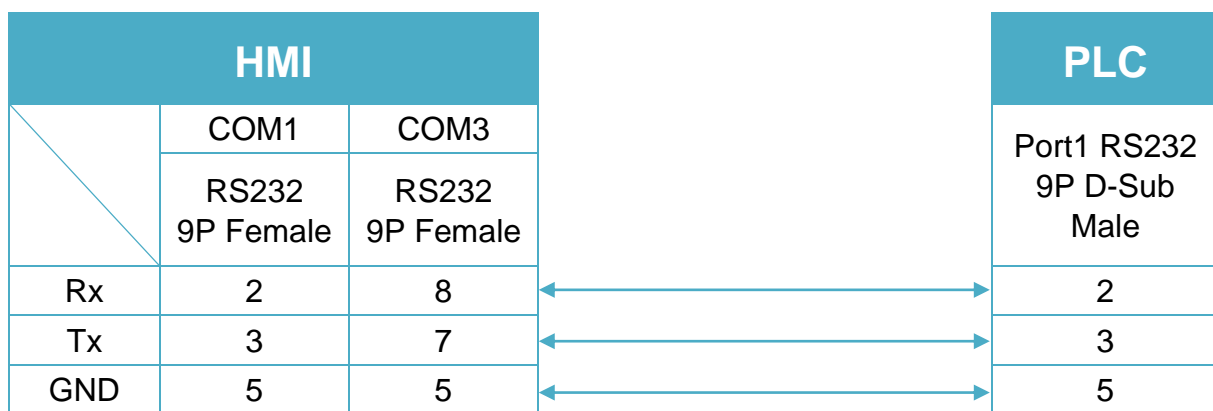 HMI PLC
COM1 COM3
Port1 RS232
9P D-Sub
Male
RS232 RS232
9P Female 9P Female
Rx 2 8 2
Tx 3 7 3
GND 5 5 5